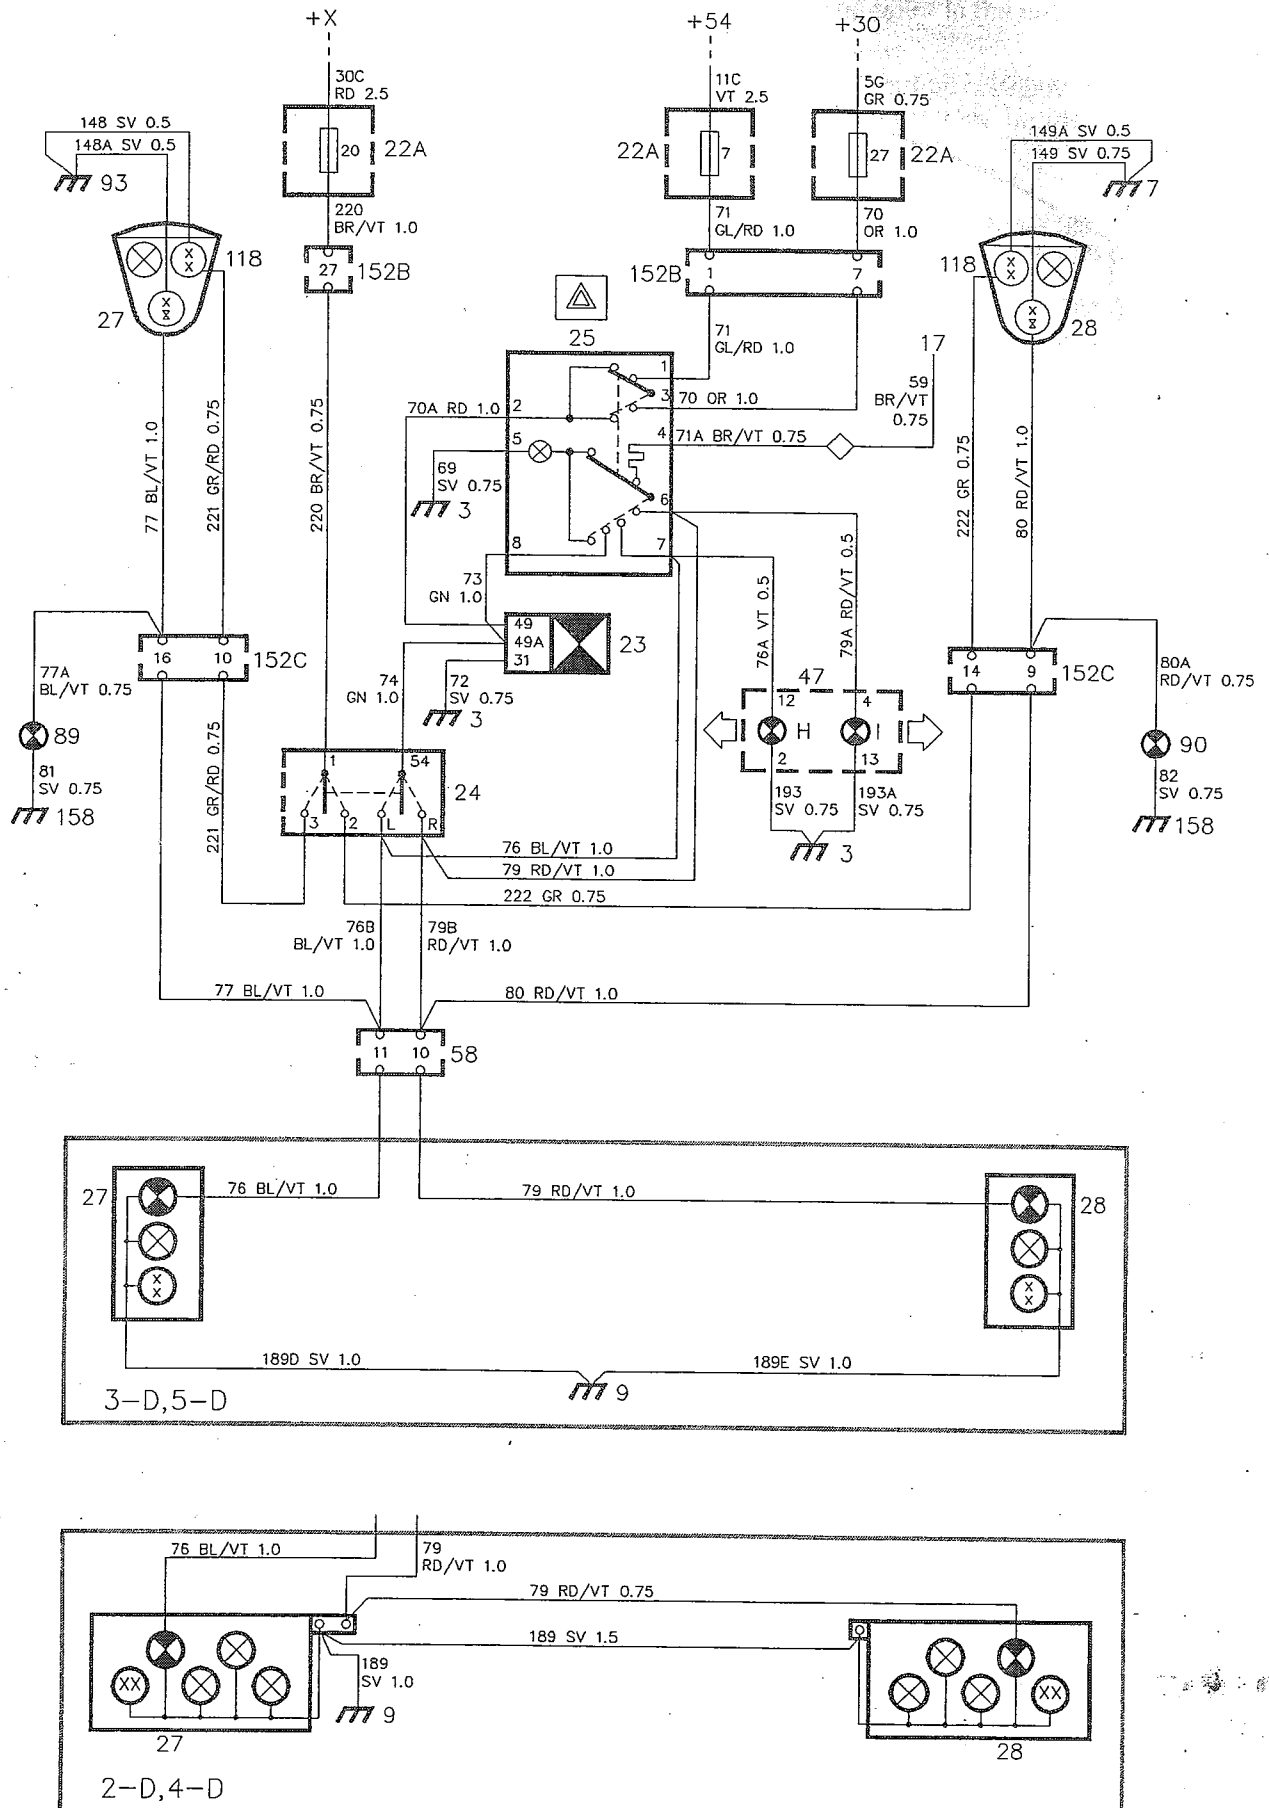 +X
+54
+30
30C
RD 2.5
11C
VT 2.5
5G
GR 0.75
148 SV 0.5
148A SV 0.5
93
20
22A
22A
7
27
22A
149A SV 0.5
149 SV 0.75
7
220
BR/VT 1.0
71
GL/RD 1.0
70
OR 1.0
118
27
27
152B
152B
1
7
118
28
25
71
GL/RD 1.0
17
59
BR/VT
0.75
1
3
70 OR 1.0
70A RD 1.0
2
4
71A BR/VT 0.75
5
69
SV 0.75
3
6
8
7
73
GN 1.0
77 BL/VT 1.0
221 GR/RD 0.75
220 BR/VT 0.75
222 GR 0.75
80 RD/VT 1.0
76A VT 0.5
79A RD/VT 0.5
49
49A
31
23
16
10
152C
77A
BL/VT 0.75
74
GN 1.0
72
SV 0.75
3
47
12
4
H
I
2
13
14
9
152C
80A
RD/VT 0.75
89
81
SV 0.75
158
221 GR/RD 0.75
1
54
24
3
2
L
R
193
SV 0.75
193A
SV 0.75
3
90
82
SV 0.75
158
76 BL/VT 1.0
79 RD/VT 1.0
222 GR 0.75
76B
BL/VT 1.0
79B
RD/VT 1.0
77 BL/VT 1.0
80 RD/VT 1.0
11
10
58
27
76 BL/VT 1.0
79 RD/VT 1.0
28
189D SV 1.0
189E SV 1.0
9
3-D,5-D
76 BL/VT 1.0
79
RD/VT 1.0
79 RD/VT 0.75
189 SV 1.5
189
SV 1.0
9
XX
XX
27
28
2-D,4-D